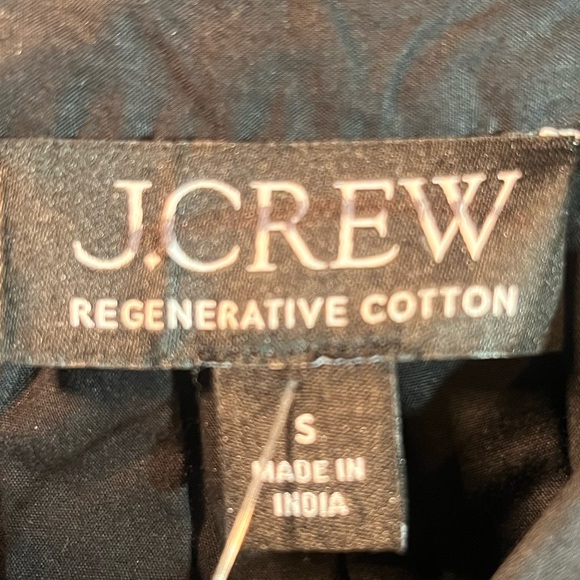 J.CREW
REGENERATIVE COTTON
S
MADE IN
INDIA